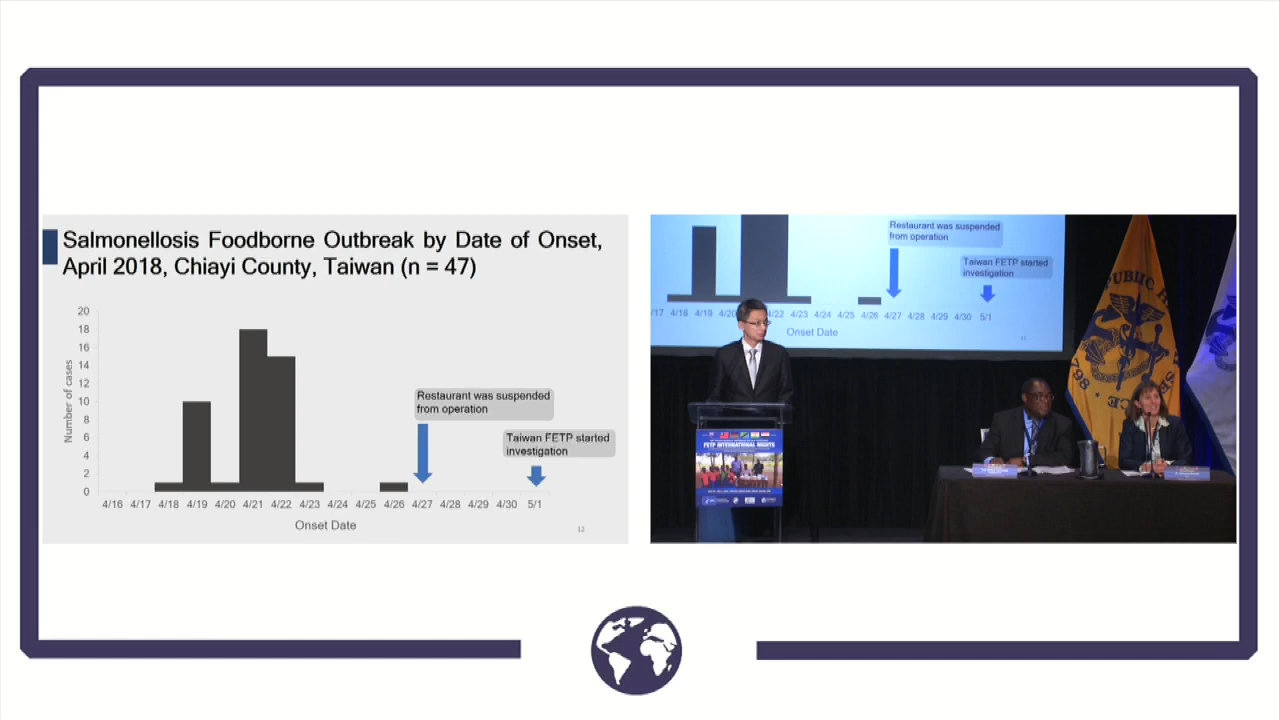 Salmonellosis Foodborne Outbreak by Date of Onset,
April 2018, Chiayi County, Taiwan (n = 47)
20
18
16
14
12
10
8
6
4
2
0
Number of cases
Restaurant was suspended
from operation
Taiwan FETP started
investigation
4/16 4/17 4/18 4/19 4/20 4/21 4/22 4/23 4/24 4/25 4/26 4/27 4/28 4/29 4/30 5/1
Onset Date
12
Restaurant was suspended
from operation
Taiwan FETP started
investigation
/17 4/18 4/19 4/20 4/22 4/23 4/24 4/25 4/26 4/27 4/28 4/29 4/30 5/1
Onset Date
FETP INTERNATIONAL NIGHTS
PUBLIC H
SE
CE
798